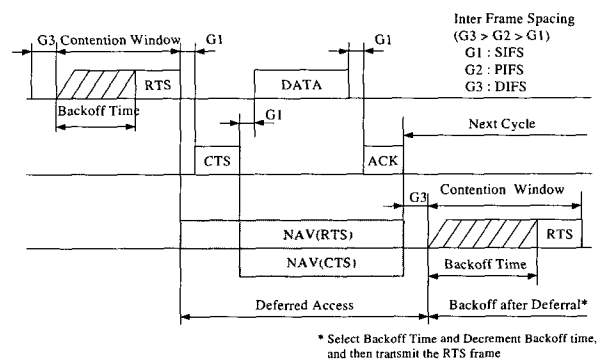 Inter Frame Spacing
(G3 > G2 > G1)
G1 : SIFS
G2 : PIFS
G3 : DIFS
G3 Contention Window G1
RTS
DATA
Backoff Time
G1
Next Cycle
CTS
ACK
Contention Window
G3
NAV(RTS)
RTS
NAV(CTS)
Backoff Time
Deferred Access
Backoff after Deferral*
* Select Backoff Time and Decrement Backoff time,
and then transmit the RTS frame